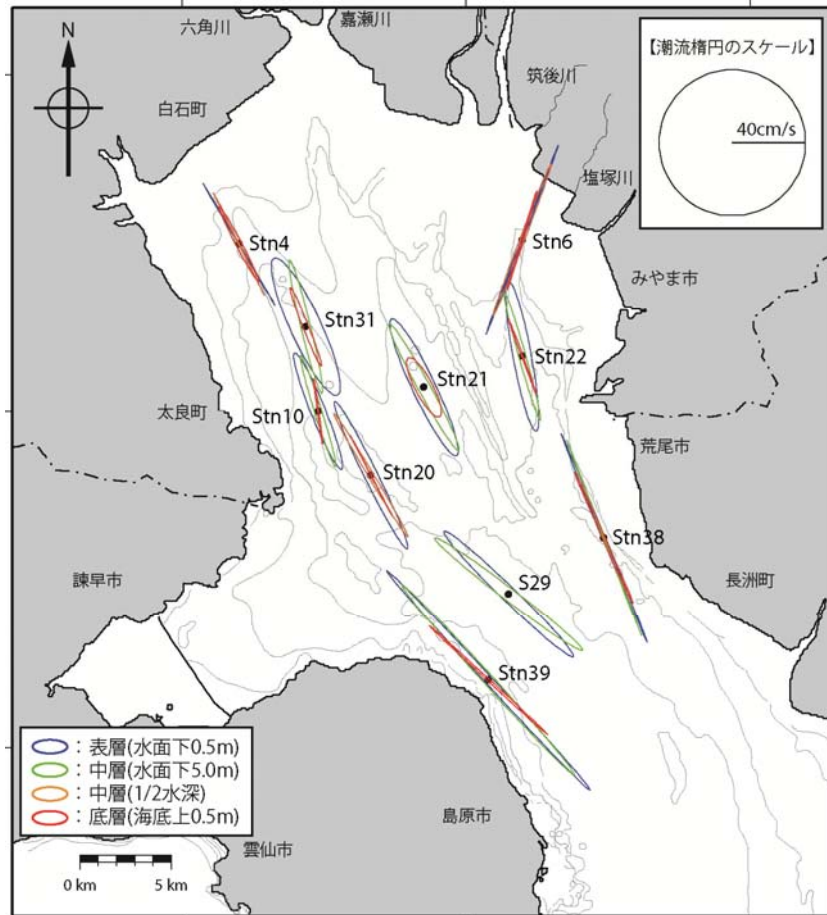 六角川
嘉瀬川
【潮流楕円のスケール】
40cm/s
N
筑後川
白石町
塩塚川
Stn4
Stn6
みやま市
Stn31
Stn22
Stn21
太良町
Stn10
荒尾市
Stn20
Stn38
諫早市
S29
長洲町
Stn39
：表層(水面下0.5m)
：中層(水面下5.0m)
：中層(1/2水深)
：底層(海底上0.5m)
島原市
雲仙市
0 km 5 km